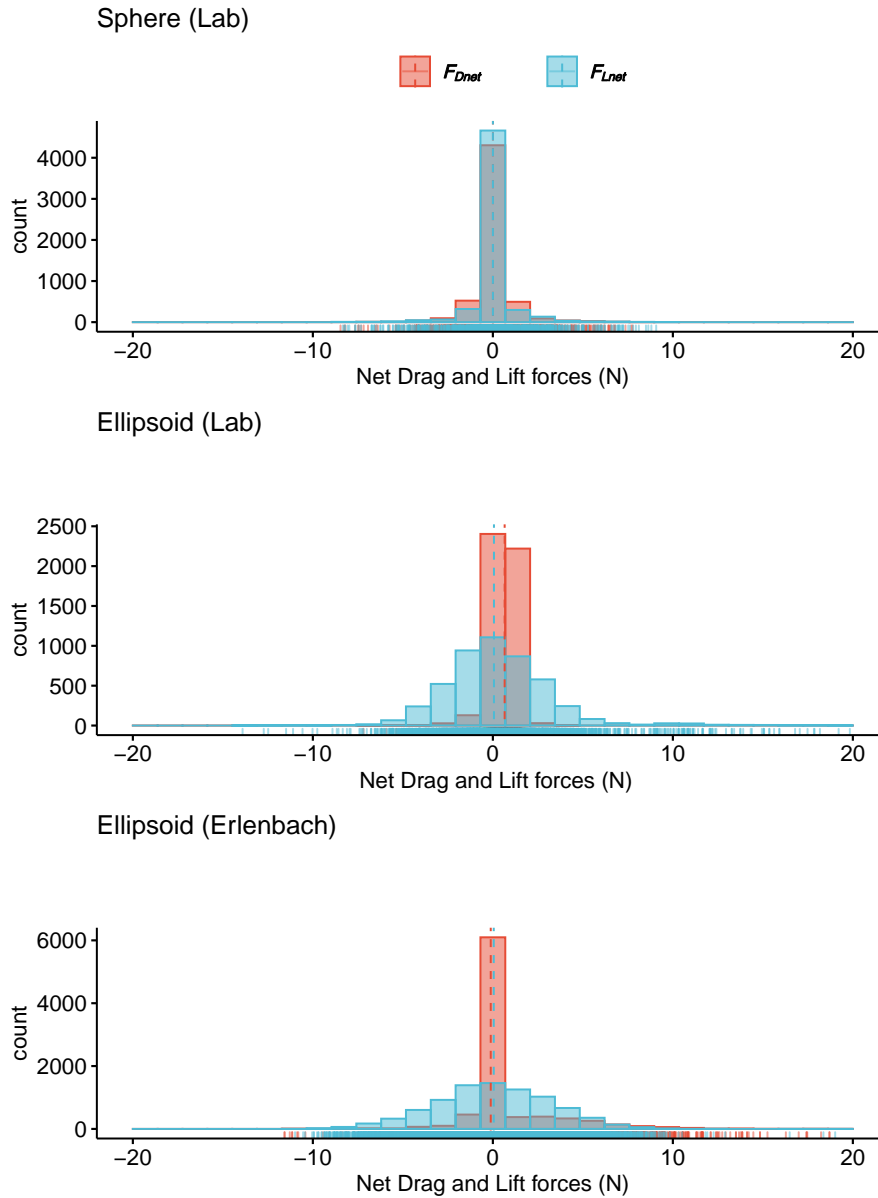 Sphere (Lab)
F_Dnet F_Lnet
count
4000
3000
2000
1000
0
−20 −10 0 10 20
Net Drag and Lift forces (N)
Ellipsoid (Lab)
count
2500
2000
1500
1000
500
0
−20 −10 0 10 20
Net Drag and Lift forces (N)
Ellipsoid (Erlenbach)
count
6000
4000
2000
0
−20 −10 0 10 20
Net Drag and Lift forces (N)